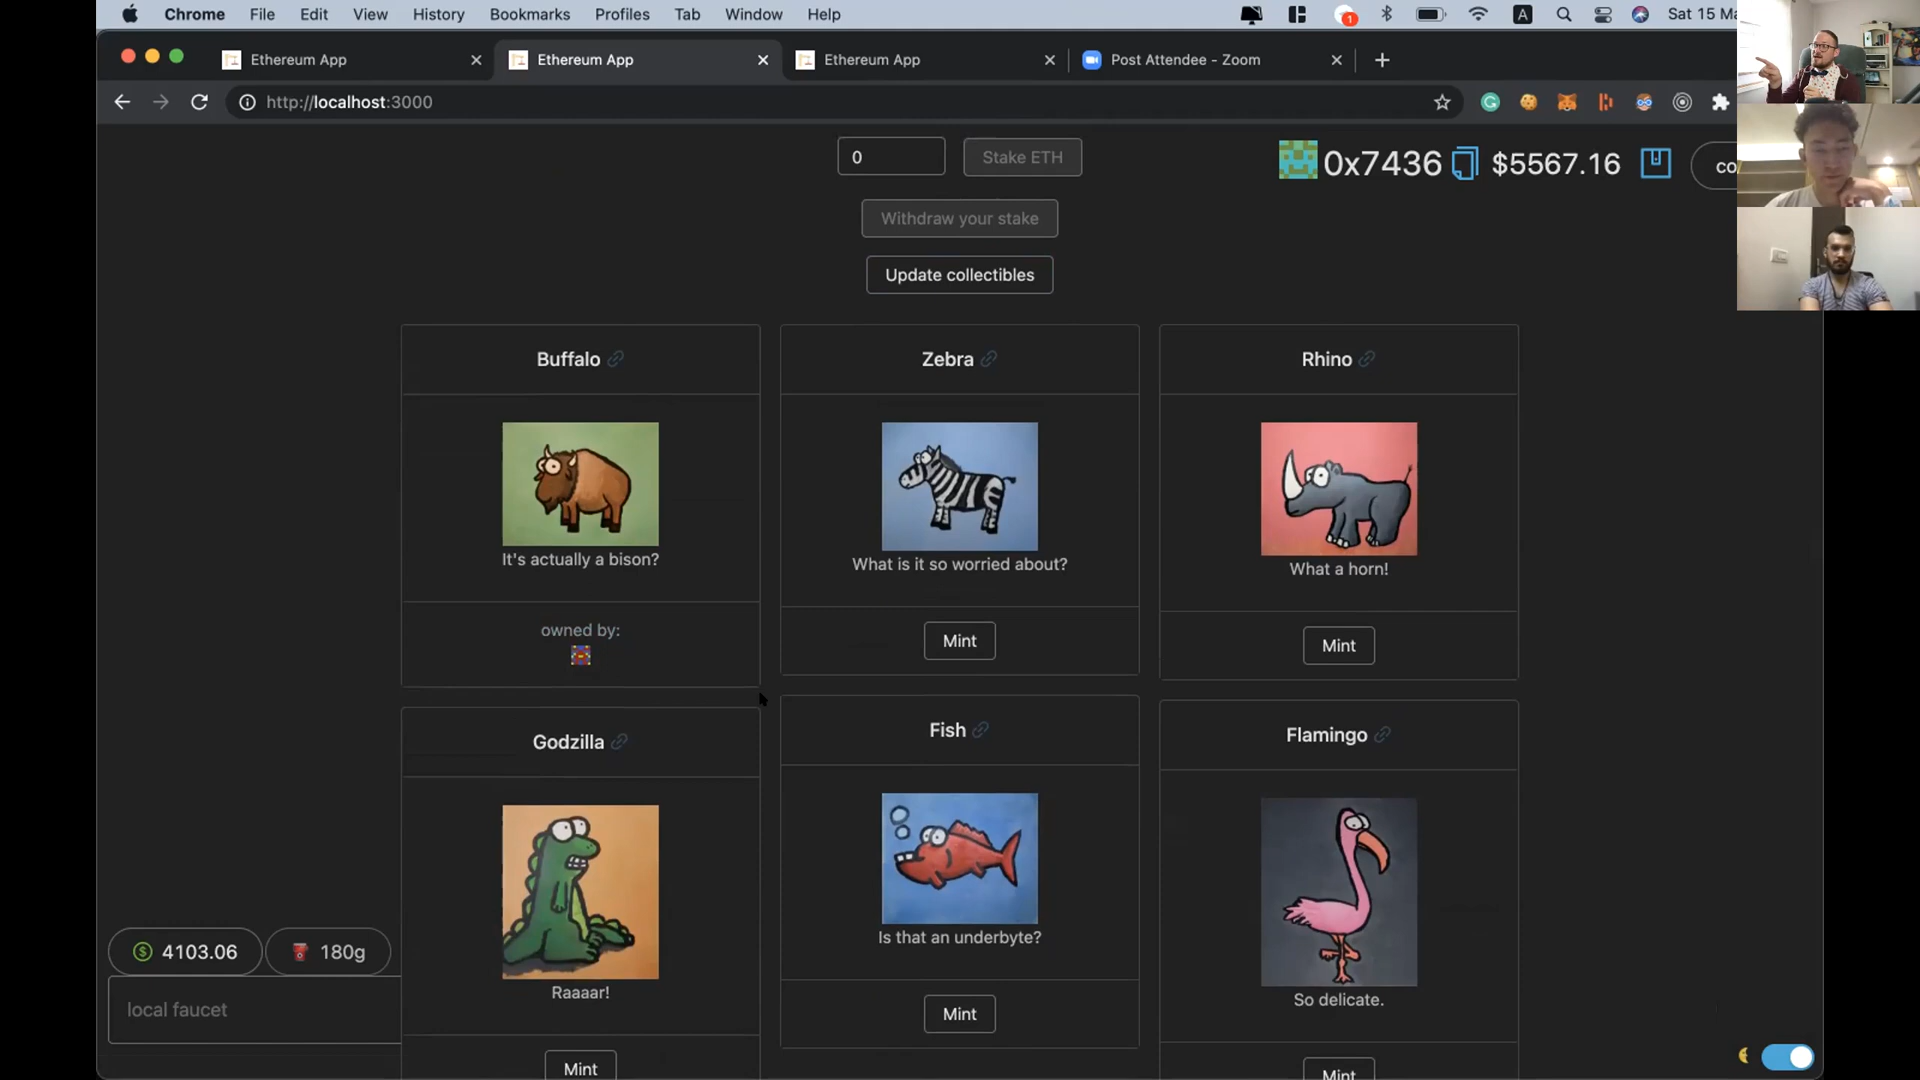 Chrome File Edit View History Bookmarks Profiles Tab Window Help 1 A Sat 15 Ma
Ethereum App Ethereum App Ethereum App Post Attendee - Zoom
http://localhost:3000
0 Stake ETH 0x7436 $5567.16 co
Withdraw your stake
Update collectibles
Buffalo Zebra Rhino
It's actually a bison? What is it so worried about? What a horn!
owned by: Mint Mint
Godzilla Fish Flamingo
Raaaar! Is that an underbyte? So delicate.
4103.06 180g
local faucet
Mint Mint Mint